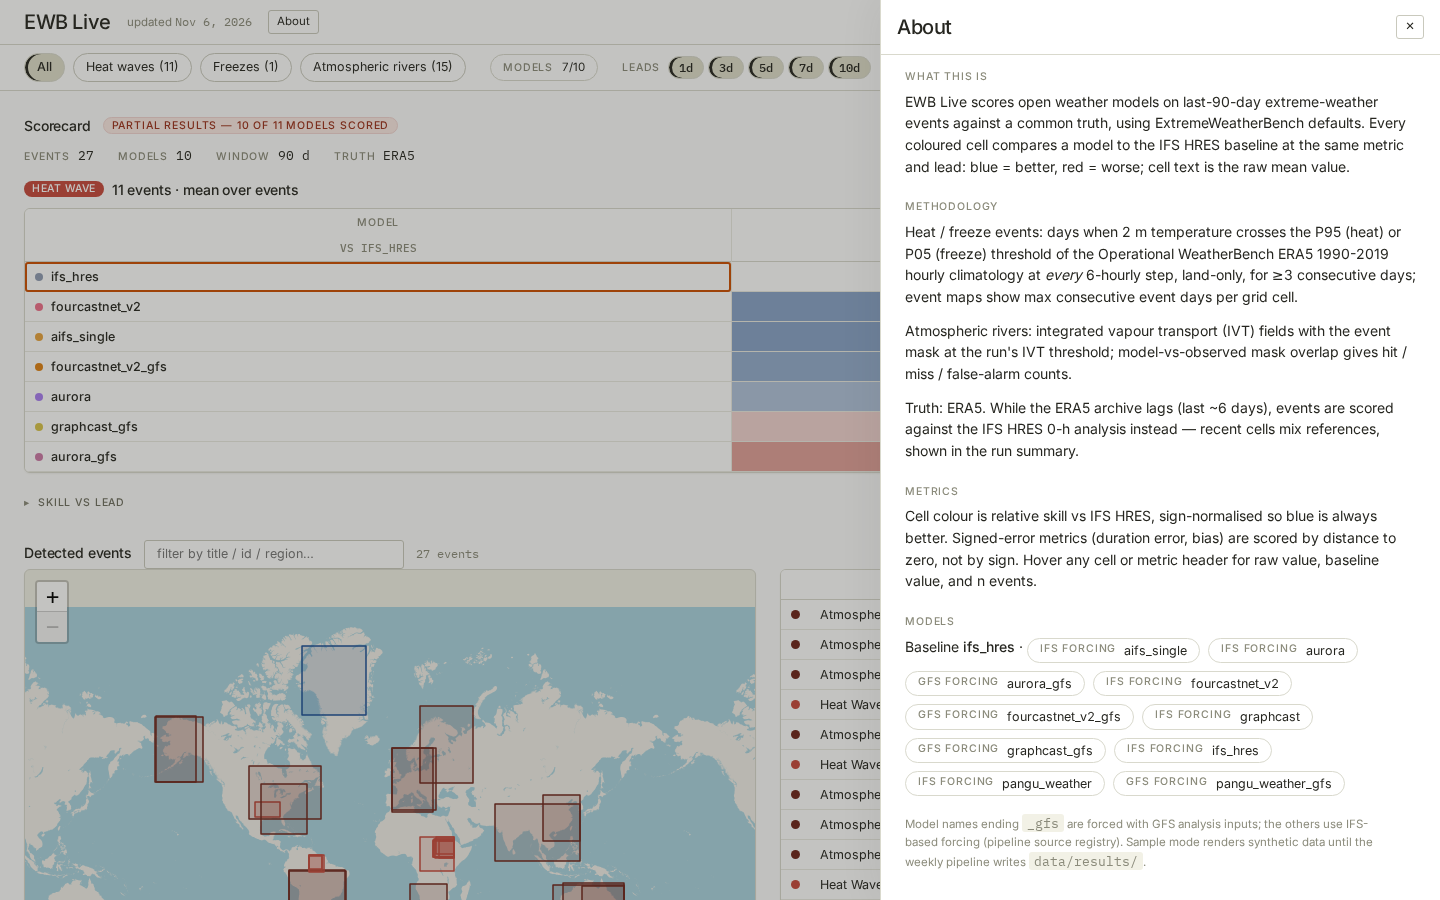 EWB Live updated Nov 6, 2026 About
All Heat waves (11) Freezes (1) Atmospheric rivers (15) MODELS 7/10 LEADS 1d 3d 5d 7d 10d
Scorecard PARTIAL RESULTS — 10 OF 11 MODELS SCORED
EVENTS 27 MODELS 10 WINDOW 90 d TRUTH ERA5
HEAT WAVE 11 events · mean over events
MODEL
VS IFS_HRES
ifs_hres
fourcastnet_v2
aifs_single
fourcastnet_v2_gfs
aurora
graphcast_gfs
aurora_gfs
▸ SKILL VS LEAD
Detected events filter by title / id / region... 27 events
+
−
Atmosphe
Atmosphe
Atmosphe
Heat Wave
Atmosphe
Heat Wave
Atmosphe
Atmosphe
Atmosphe
Heat Wave
About ×
WHAT THIS IS
EWB Live scores open weather models on last-90-day extreme-weather
events against a common truth, using ExtremeWeatherBench defaults. Every
coloured cell compares a model to the IFS HRES baseline at the same metric
and lead: blue = better, red = worse; cell text is the raw mean value.
METHODOLOGY
Heat / freeze events: days when 2 m temperature crosses the P95 (heat) or
P05 (freeze) threshold of the Operational WeatherBench ERA5 1990-2019
hourly climatology at every 6-hourly step, land-only, for ≥3 consecutive days;
event maps show max consecutive event days per grid cell.
Atmospheric rivers: integrated vapour transport (IVT) fields with the event
mask at the run's IVT threshold; model-vs-observed mask overlap gives hit /
miss / false-alarm counts.
Truth: ERA5. While the ERA5 archive lags (last ~6 days), events are scored
against the IFS HRES 0-h analysis instead — recent cells mix references,
shown in the run summary.
METRICS
Cell colour is relative skill vs IFS HRES, sign-normalised so blue is always
better. Signed-error metrics (duration error, bias) are scored by distance to
zero, not by sign. Hover any cell or metric header for raw value, baseline
value, and n events.
MODELS
Baseline ifs_hres · IFS FORCING aifs_single IFS FORCING aurora
GFS FORCING aurora_gfs IFS FORCING fourcastnet_v2
GFS FORCING fourcastnet_v2_gfs IFS FORCING graphcast
GFS FORCING graphcast_gfs IFS FORCING ifs_hres
IFS FORCING pangu_weather GFS FORCING pangu_weather_gfs
Model names ending _gfs are forced with GFS analysis inputs; the others use IFS-
based forcing (pipeline source registry). Sample mode renders synthetic data until the
weekly pipeline writes data/results/ .